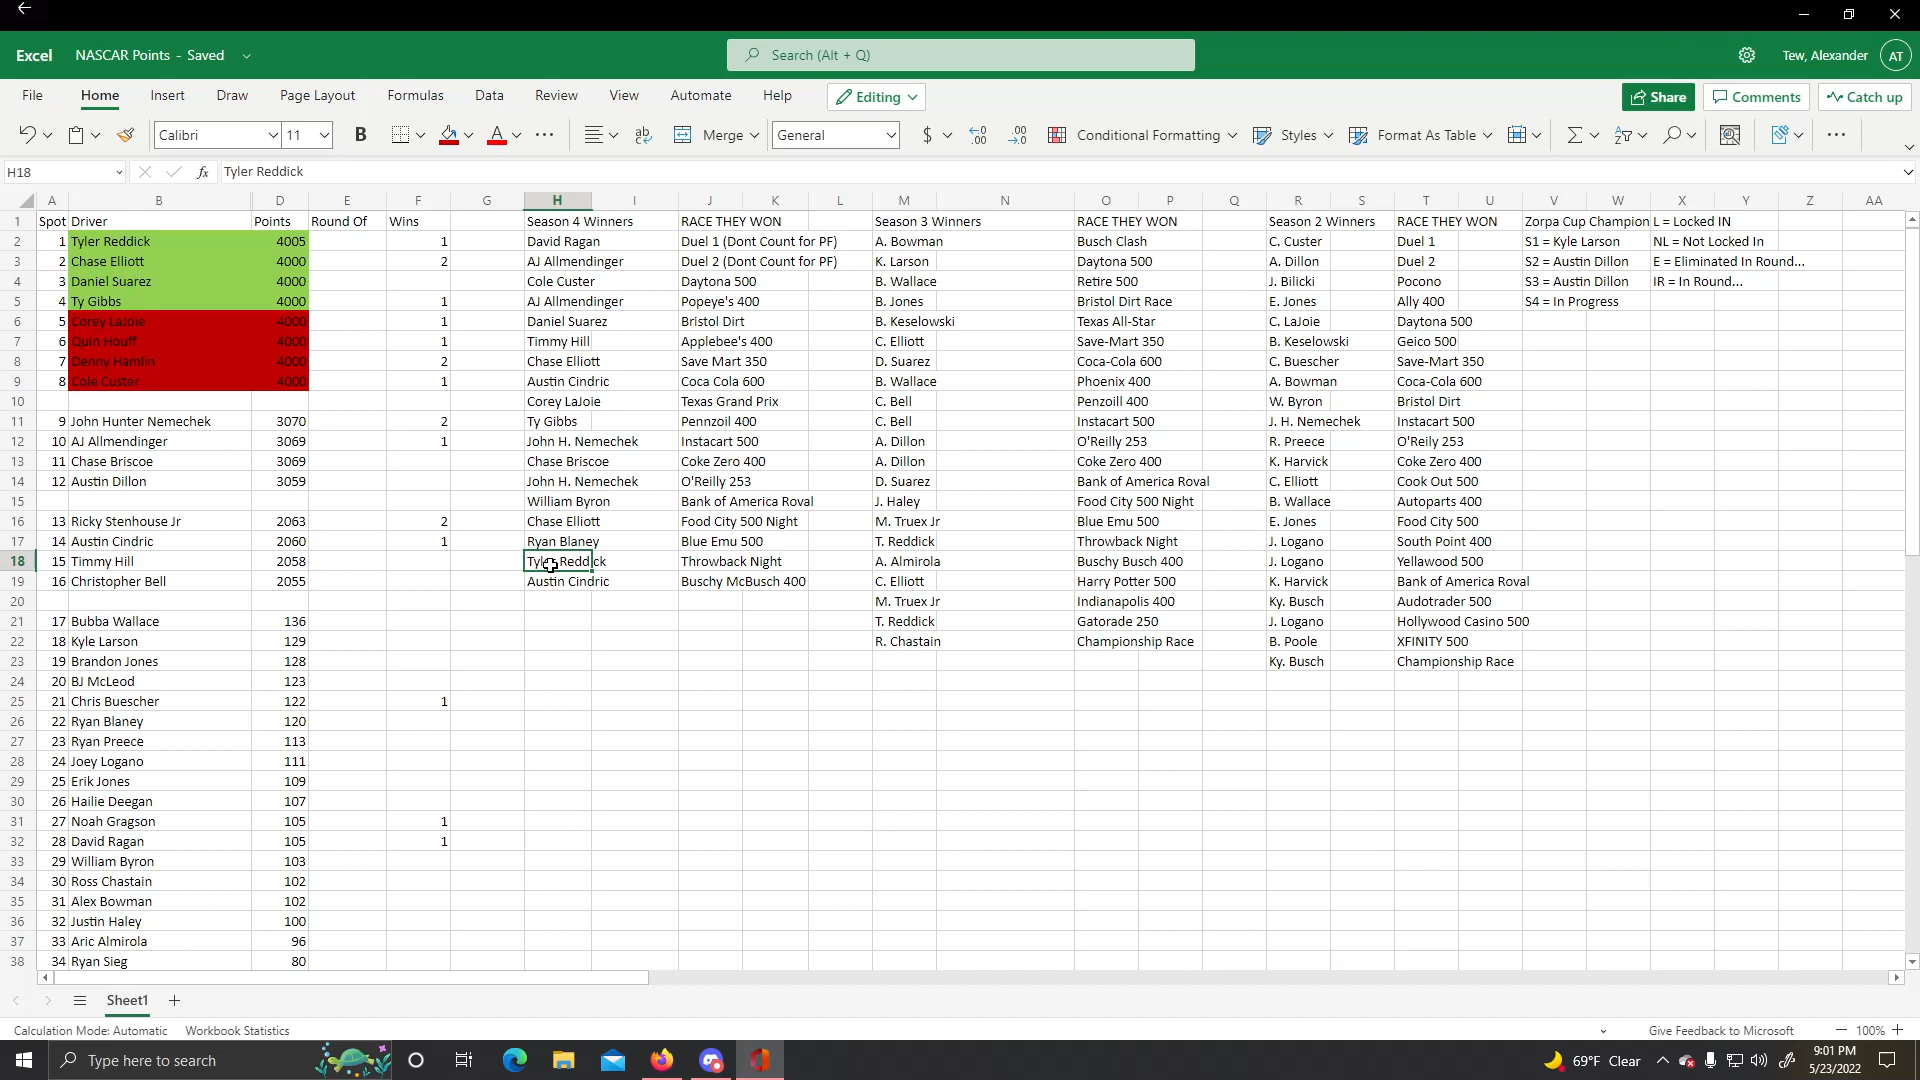 Excel NASCAR Points - Saved Search (Alt + Q) Tew, Alexander AT
File Home Insert Draw Page Layout Formulas Data Review View Automate Help Editing Share Comments Catch up
Calibri 11 B A Merge General $ Conditional Formatting Styles Format As Table
H18 fx Tyler Reddick
A B D E F G H I J K L M N O P Q R S T U V W X Y Z AA
1 Spot Driver Points Round Of Wins Season 4 Winners RACE THEY WON Season 3 Winners RACE THEY WON Season 2 Winners RACE THEY WON Zorpa Cup Champion L = Locked IN
2 1 Tyler Reddick 4005 1 David Ragan Duel 1 (Dont Count for PF) A. Bowman Busch Clash C. Custer Duel 1 S1 = Kyle Larson NL = Not Locked In
3 2 Chase Elliott 4000 2 AJ Allmendinger Duel 2 (Dont Count for PF) K. Larson Daytona 500 A. Dillon Duel 2 S2 = Austin Dillon E = Eliminated In Round...
4 3 Daniel Suarez 4000 Cole Custer Daytona 500 B. Wallace Retire 500 J. Bilicki Pocono S3 = Austin Dillon IR = In Round...
5 4 Ty Gibbs 4000 1 AJ Allmendinger Popeye's 400 B. Jones Bristol Dirt Race E. Jones Ally 400 S4 = In Progress
6 5 Corey LaJoie 4000 1 Daniel Suarez Bristol Dirt B. Keselowski Texas All-Star C. LaJoie Daytona 500
7 6 Quin Houff 4000 1 Timmy Hill Applebee's 400 C. Elliott Save-Mart 350 B. Keselowski Geico 500
8 7 Denny Hamlin 4000 2 Chase Elliott Save Mart 350 D. Suarez Coca-Cola 600 C. Buescher Save-Mart 350
9 8 Cole Custer 4000 1 Austin Cindric Coca Cola 600 B. Wallace Phoenix 400 A. Bowman Coca-Cola 600
10 Corey LaJoie Texas Grand Prix C. Bell Penzoill 400 W. Byron Bristol Dirt
11 9 John Hunter Nemechek 3070 2 Ty Gibbs Pennzoil 400 C. Bell Instacart 500 J. H. Nemechek Instacart 500
12 10 AJ Allmendinger 3069 1 John H. Nemechek Instacart 500 A. Dillon O'Reilly 253 R. Preece O'Reily 253
13 11 Chase Briscoe 3069 Chase Briscoe Coke Zero 400 A. Dillon Coke Zero 400 K. Harvick Coke Zero 400
14 12 Austin Dillon 3059 John H. Nemechek O'Reilly 253 D. Suarez Bank of America Roval C. Elliott Cook Out 500
15 William Byron Bank of America Roval J. Haley Food City 500 Night B. Wallace Autoparts 400
16 13 Ricky Stenhouse Jr 2063 2 Chase Elliott Food City 500 Night M. Truex Jr Blue Emu 500 E. Jones Food City 500
17 14 Austin Cindric 2060 1 Ryan Blaney Blue Emu 500 T. Reddick Throwback Night J. Logano South Point 400
18 15 Timmy Hill 2058 Tyler Reddick Throwback Night A. Almirola Buschy Busch 400 J. Logano Yellawood 500
19 16 Christopher Bell 2055 Austin Cindric Buschy McBusch 400 C. Elliott Harry Potter 500 K. Harvick Bank of America Roval
20 M. Truex Jr Indianapolis 400 Ky. Busch Audotrader 500
21 17 Bubba Wallace 136 T. Reddick Gatorade 250 J. Logano Hollywood Casino 500
22 18 Kyle Larson 129 R. Chastain Championship Race B. Poole XFINITY 500
23 19 Brandon Jones 128 Ky. Busch Championship Race
24 20 BJ McLeod 123
25 21 Chris Buescher 122 1
26 22 Ryan Blaney 120
27 23 Ryan Preece 113
28 24 Joey Logano 111
29 25 Erik Jones 109
30 26 Hailie Deegan 107
31 27 Noah Gragson 105 1
32 28 David Ragan 105 1
33 29 William Byron 103
34 30 Ross Chastain 102
35 31 Alex Bowman 102
36 32 Justin Haley 100
37 33 Aric Almirola 96
38 34 Ryan Sieg 80
Sheet1
Calculation Mode: Automatic Workbook Statistics Give Feedback to Microsoft 100%
Type here to search 69°F Clear 9:01 PM
5/23/2022